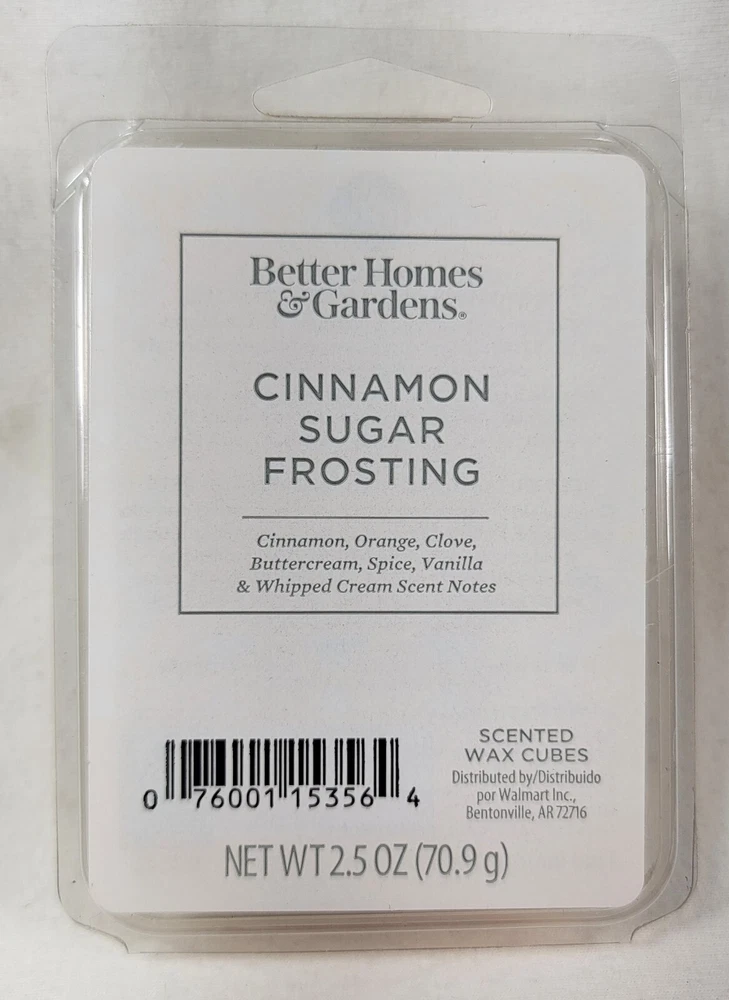 Better Homes
& Gardens®
CINNAMON
SUGAR
FROSTING
Cinnamon, Orange, Clove,
Buttercream, Spice, Vanilla
& Whipped Cream Scent Notes
SCENTED
WAX CUBES
Distributed by/Distribuido
por Walmart Inc.,
Bentonville, AR 72716
0 76001 15356 4
NET WT 2.5 OZ (70.9 g)